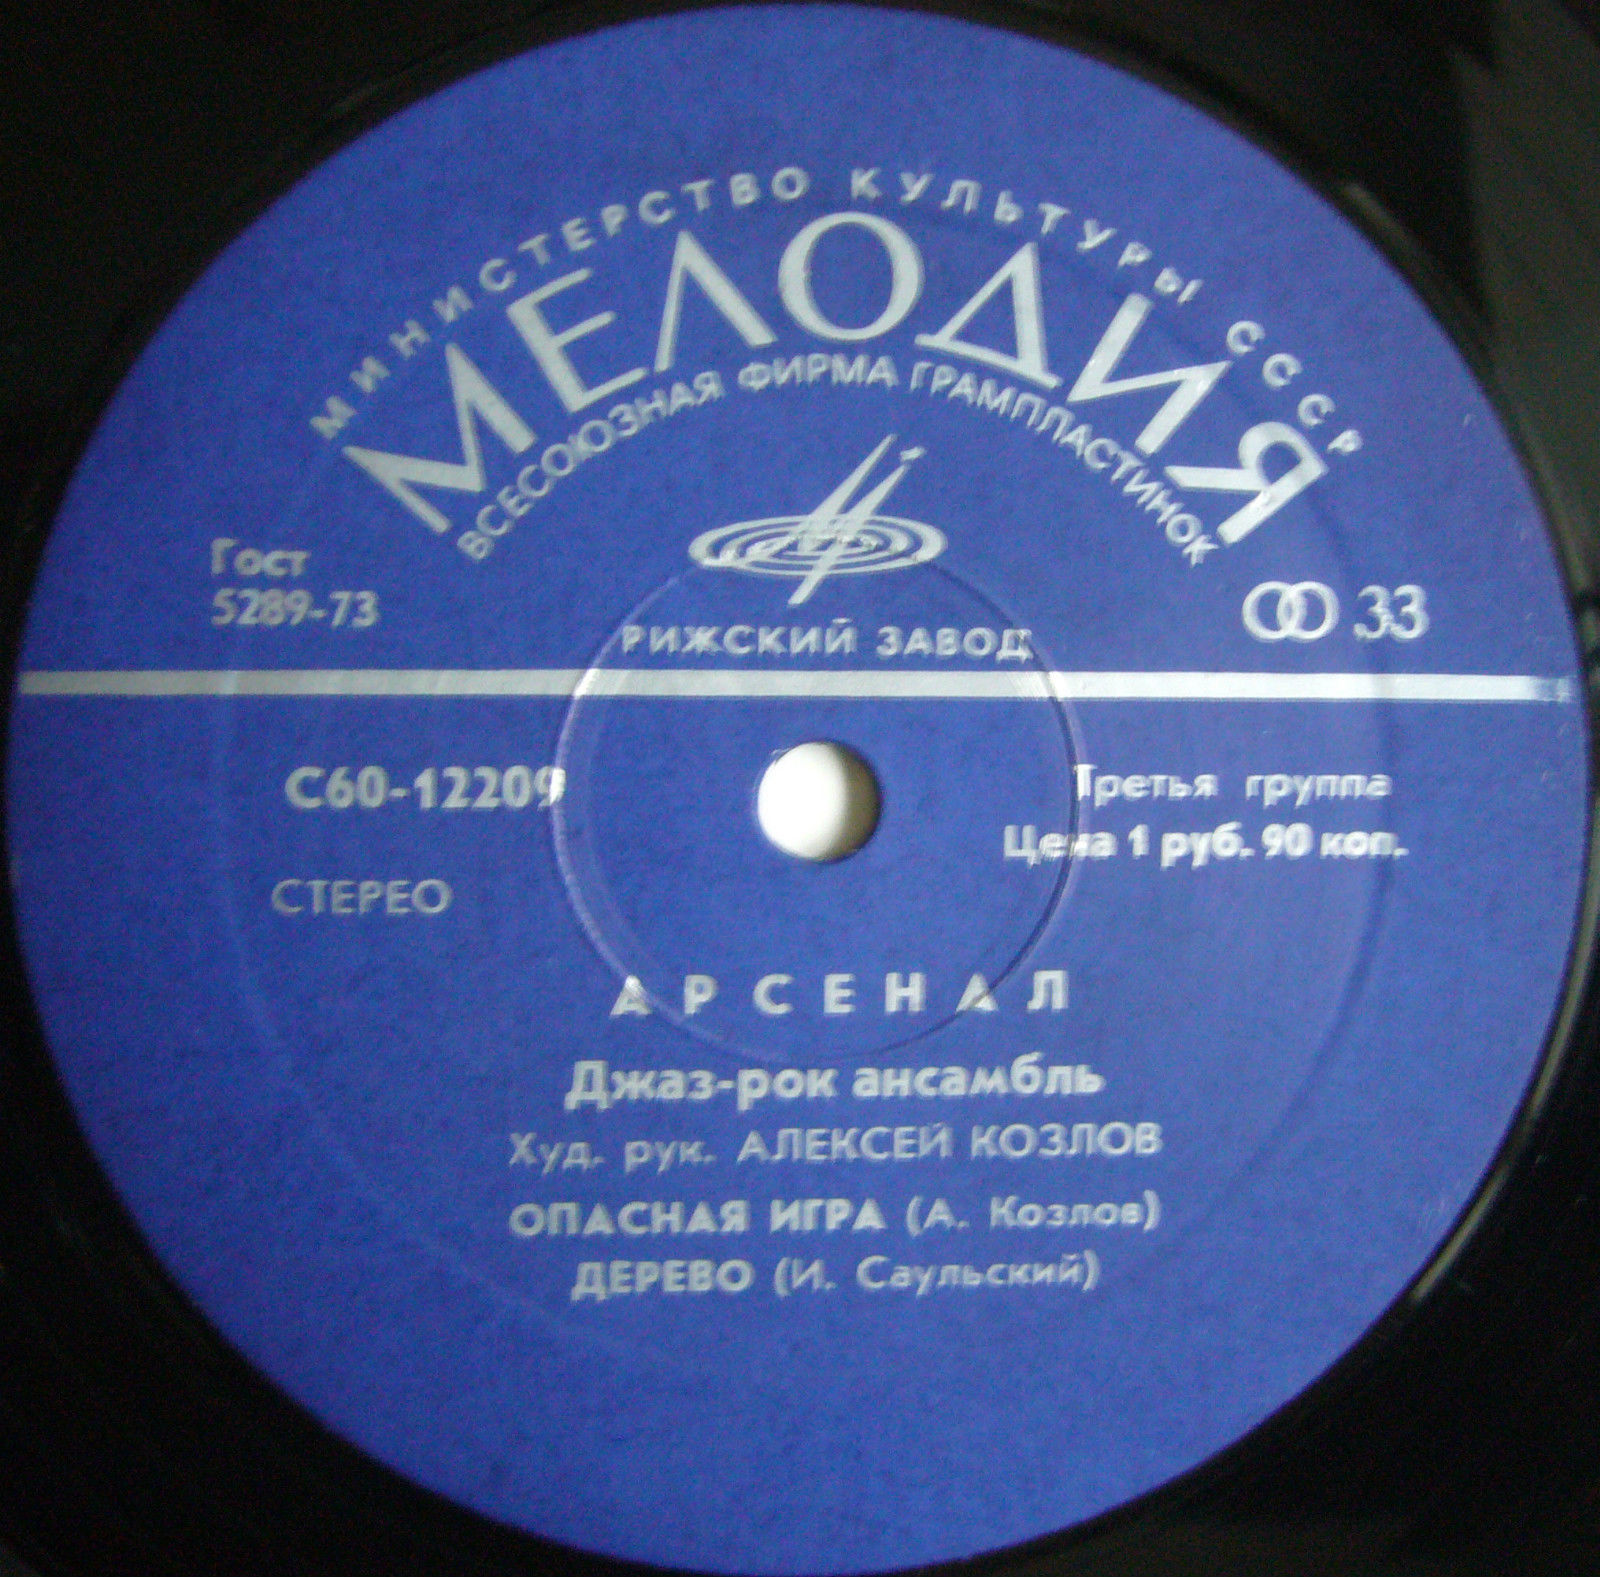 МИНИСТЕРСТВО КУЛЬТУРЫ СССР
МЕЛОДИЯ
ВСЕСОЮЗНАЯ ФИРМА ГРАМПЛАСТИНОК
Гост
5289-73
33
РИЖСКИЙ ЗАВОД
С60-12209
Третья группа
Цена 1 руб. 90 коп.
СТЕРЕО
АРСЕНАЛ
Джаз-рок ансамбль
Худ. рук. АЛЕКСЕЙ КОЗЛОВ
ОПАСНАЯ ИГРА (А. Козлов)
ДЕРЕВО (И. Саульский)